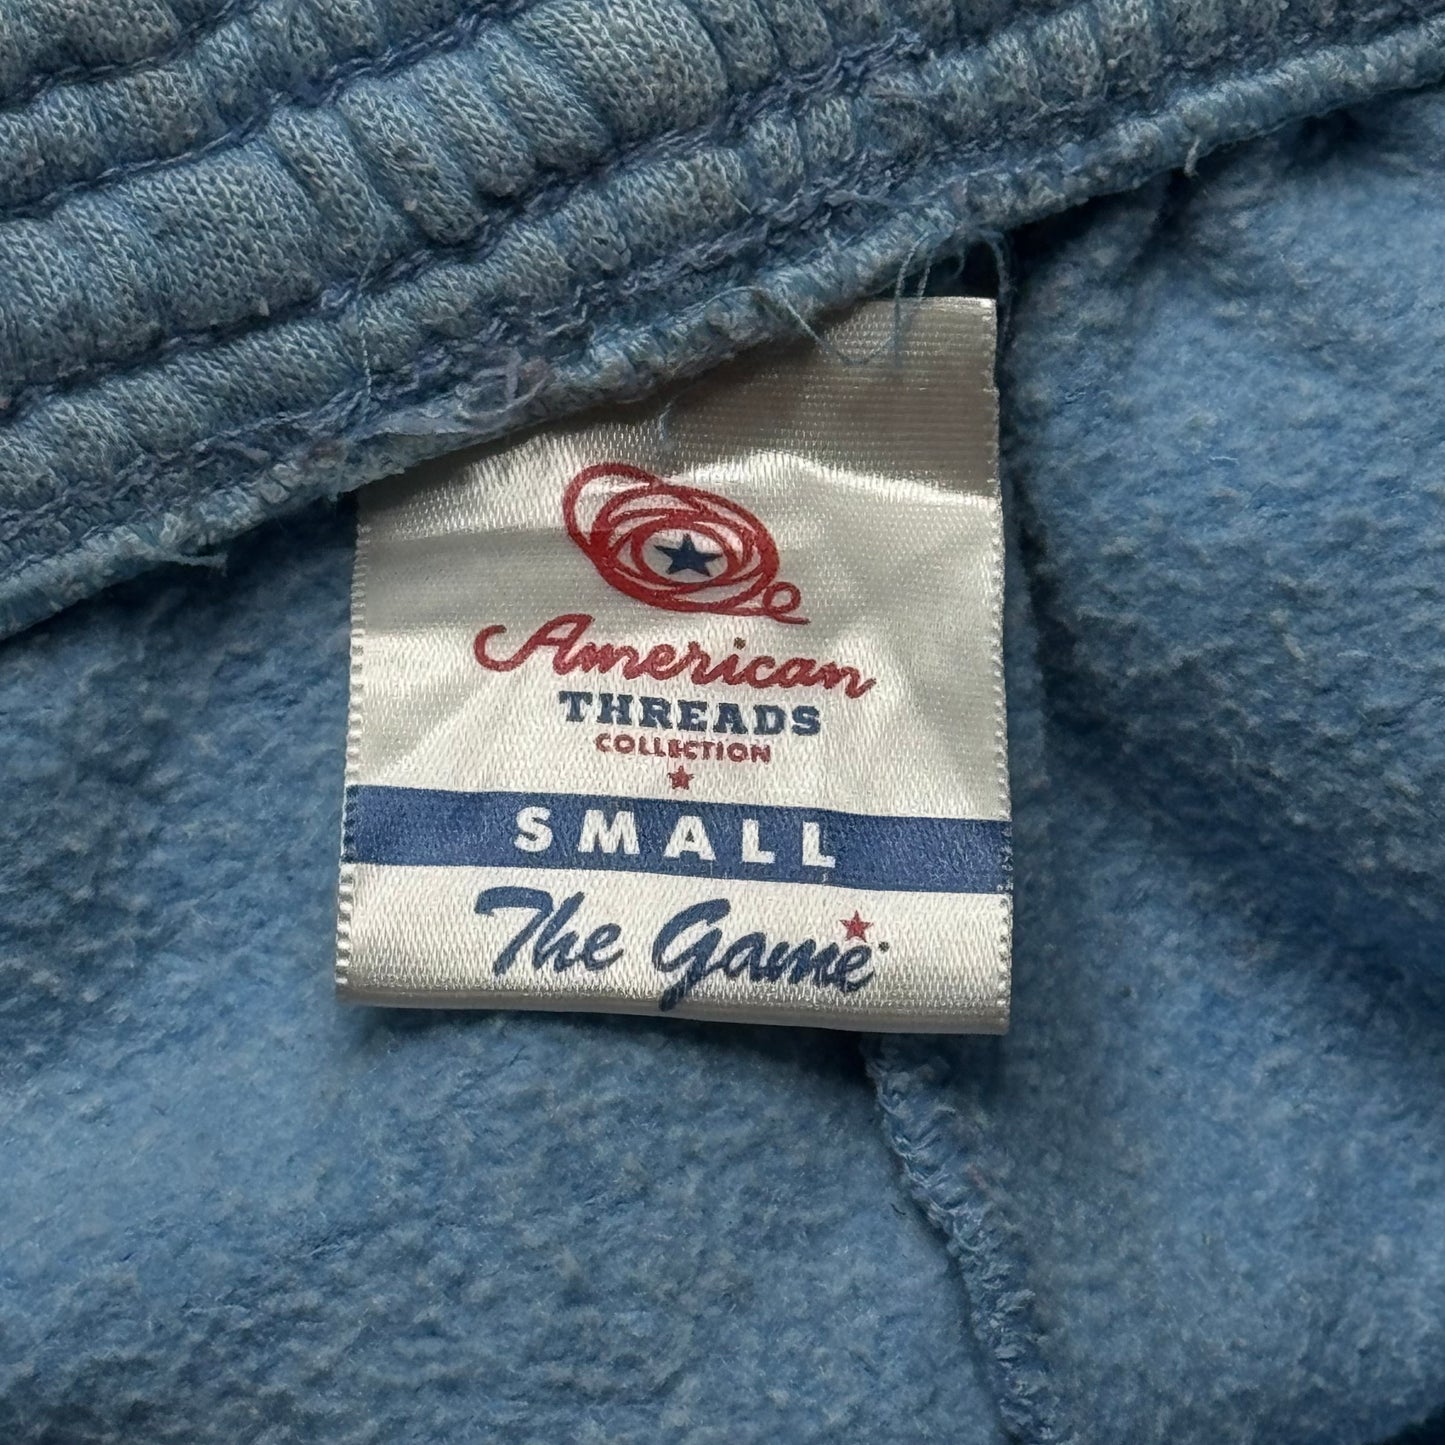 American
THREADS
COLLECTION
SMALL
The Game